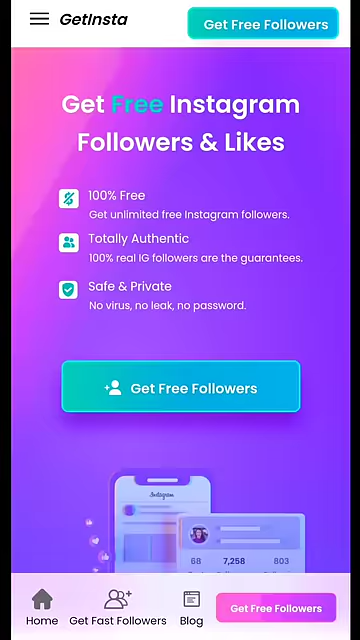 GetInsta
Get Free Followers
Get Free Instagram
Followers & Likes
100% Free
Get unlimited free Instagram followers.
Totally Authentic
100% real IG followers are the guarantees.
Safe & Private
No virus, no leak, no password.
Get Free Followers
Instagram
68 7,258 803
Home
Get Fast Followers
Blog
Get Free Followers